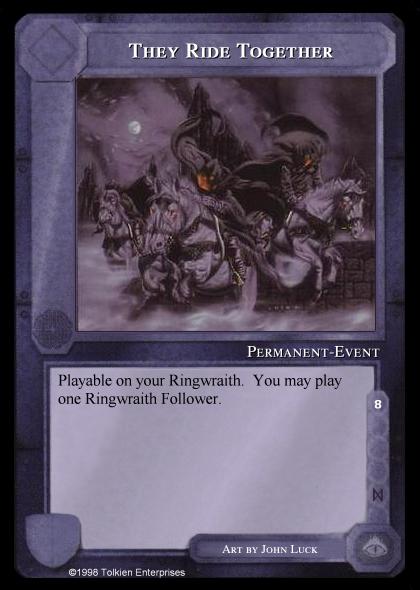 THEY RIDE TOGETHER
PERMANENT-EVENT
Playable on your Ringwraith. You may play
one Ringwraith Follower.
8
ART BY JOHN LUCK
©1998 Tolkien Enterprises